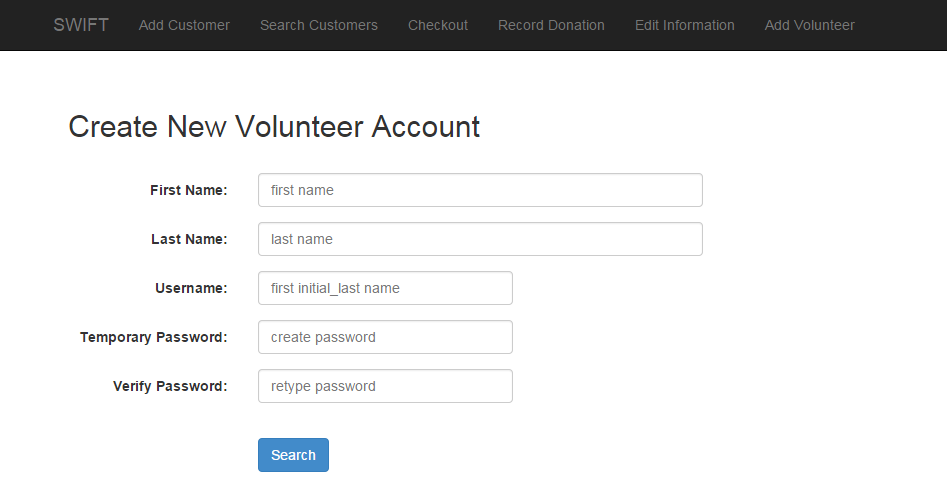 SWIFT Add Customer Search Customers Checkout Record Donation Edit Information Add Volunteer
Create New Volunteer Account
First Name: first name
Last Name: last name
Username: first initial_last name
Temporary Password: create password
Verify Password: retype password
Search